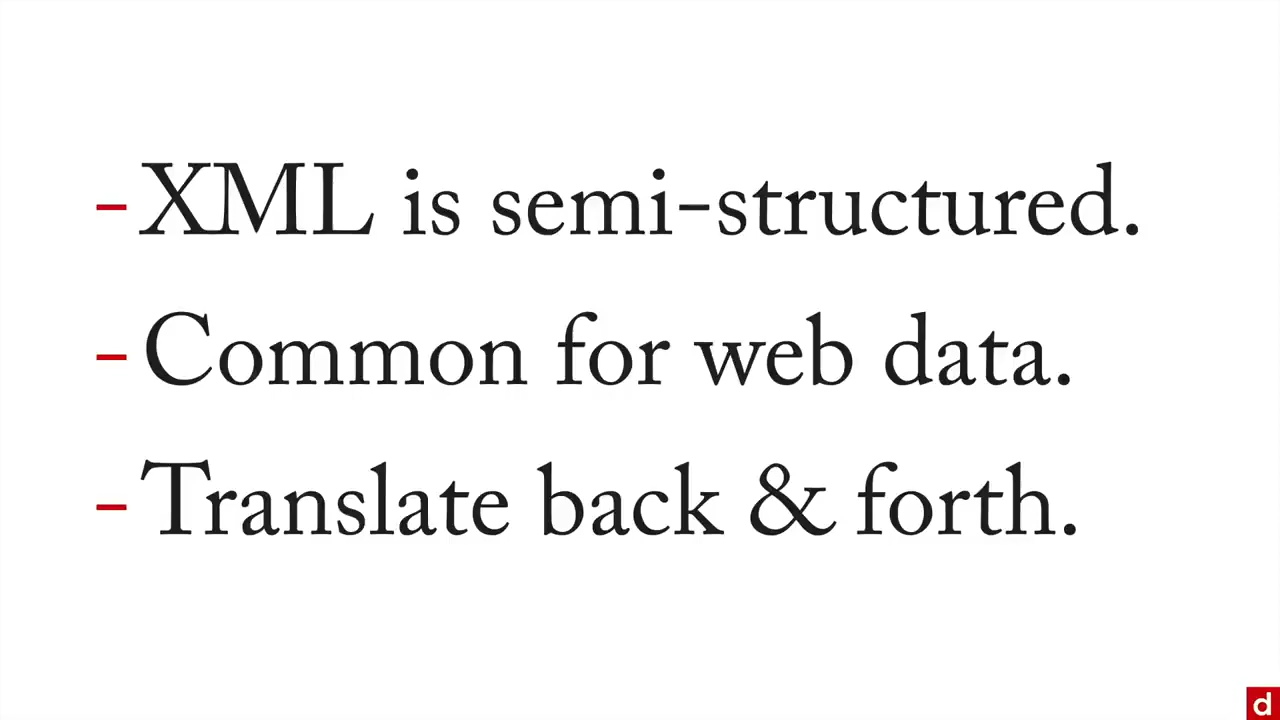 -XML is semi-structured.
-Common for web data.
-Translate back & forth.
d